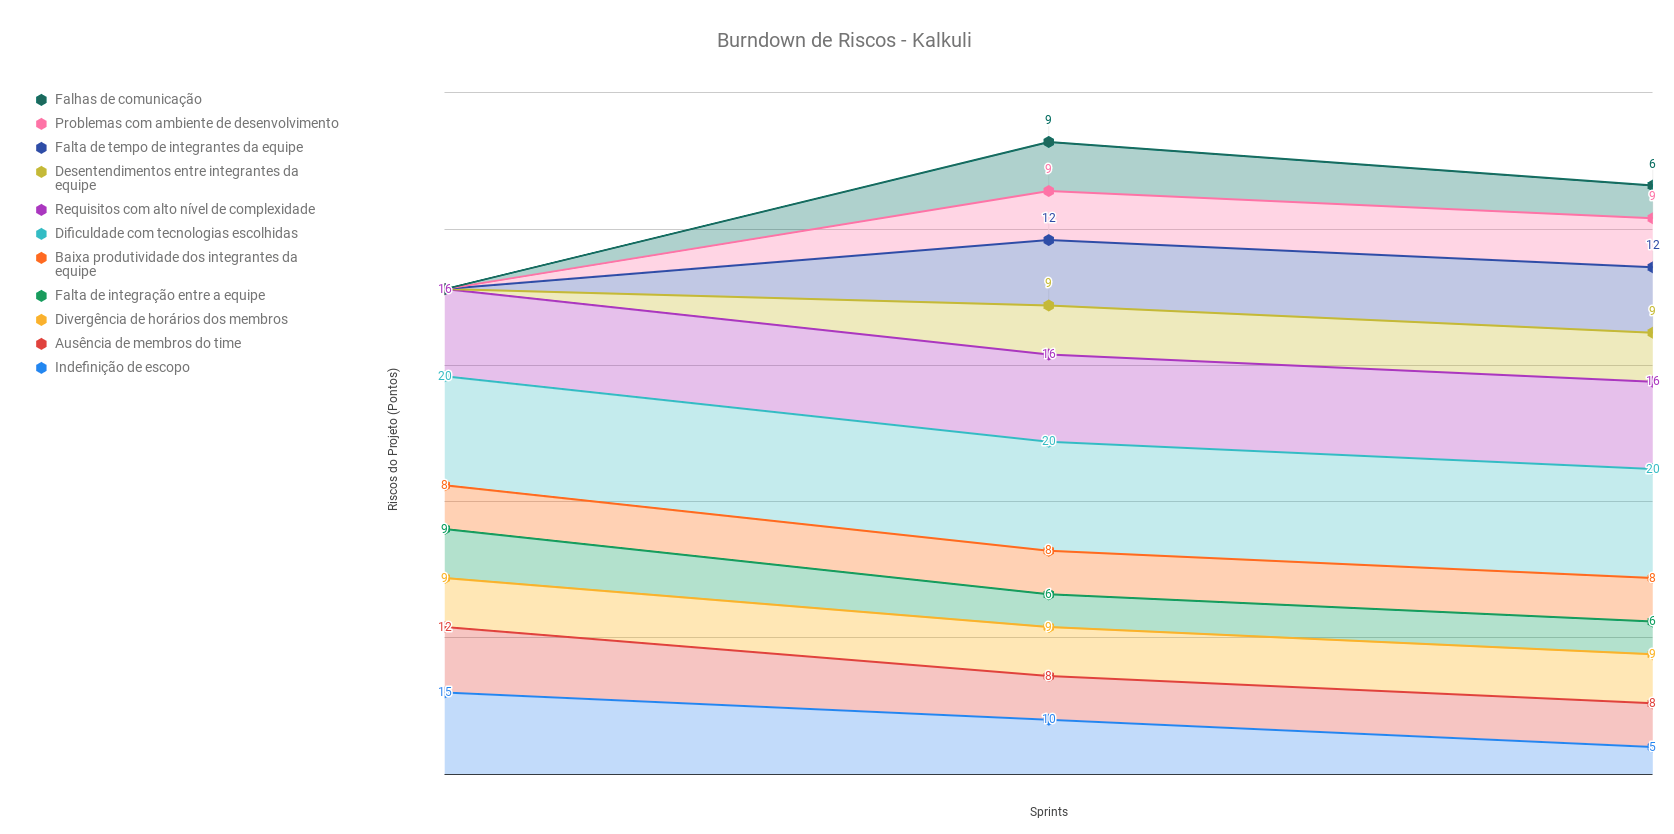 Burndown de Riscos - Kalkuli
Falhas de comunicação
Problemas com ambiente de desenvolvimento
Falta de tempo de integrantes da equipe
Desentendimentos entre integrantes da
equipe
Requisitos com alto nível de complexidade
Dificuldade com tecnologias escolhidas
Baixa produtividade dos integrantes da
equipe
Falta de integração entre a equipe
Divergência de horários dos membros
Ausência de membros do time
Indefinição de escopo
Riscos do Projeto (Pontos)
16
20
8
9
9
12
15
9
9
12
9
16
20
8
6
9
8
10
6
9
12
9
16
20
8
6
9
8
5
Sprints